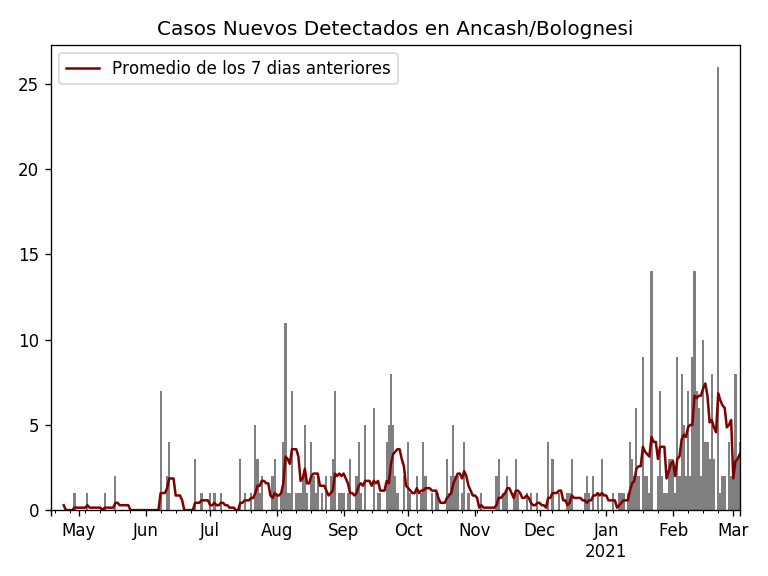 Casos Nuevos Detectados en Ancash/Bolognesi
Promedio de los 7 dias anteriores
25
20
15
10
5
0
May Jun Jul Aug Sep Oct Nov Dec Jan Feb Mar
2021